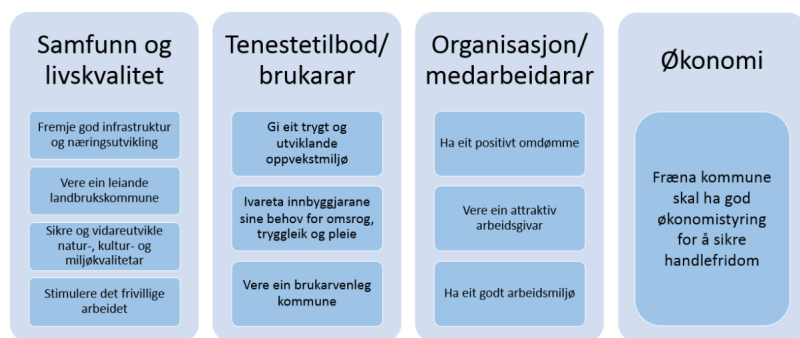 Samfunn og
livskvalitet
Fremje god infrastruktur
og næringsutvikling
Vere ein leiande
landbrukskommune
Sikre og vidareutvikle
natur-, kultur- og
miljøkvalitetar
Stimulere det frivillige
arbeidet
Tenestetilbod/
brukarar
Gi eit trygt og
utviklande
oppvekstmiljø
Ivareta innbyggjarane
sine behov for omsrog,
tryggleik og pleie
Vere ein brukarvenleg
kommune
Organisasjon/
medarbeidarar
Ha eit positivt omdømme
Vere ein attraktiv
arbeidsgivar
Ha eit godt arbeidsmiljø
Økonomi
Fræna kommune
skal ha god
økonomistyring
for å sikre
handlefridom